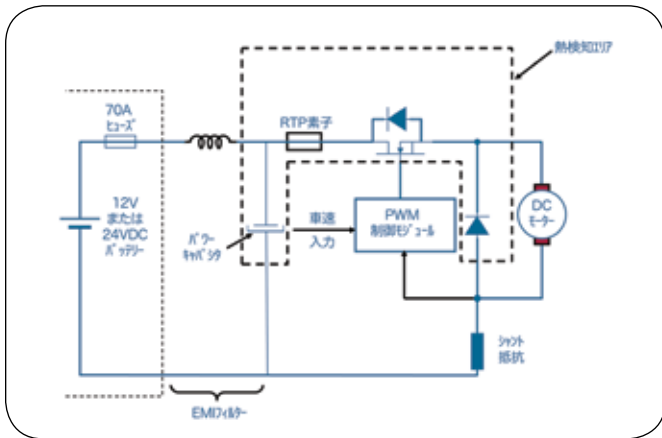 熱検知エリア
70A
ヒューズ
RTP素子
12V
または
24VDC
バッテリー
パワー
キャパシタ
車速
入力
PWM
制御モジュール
DC
モーター
シャント
抵抗
EMIフィルター